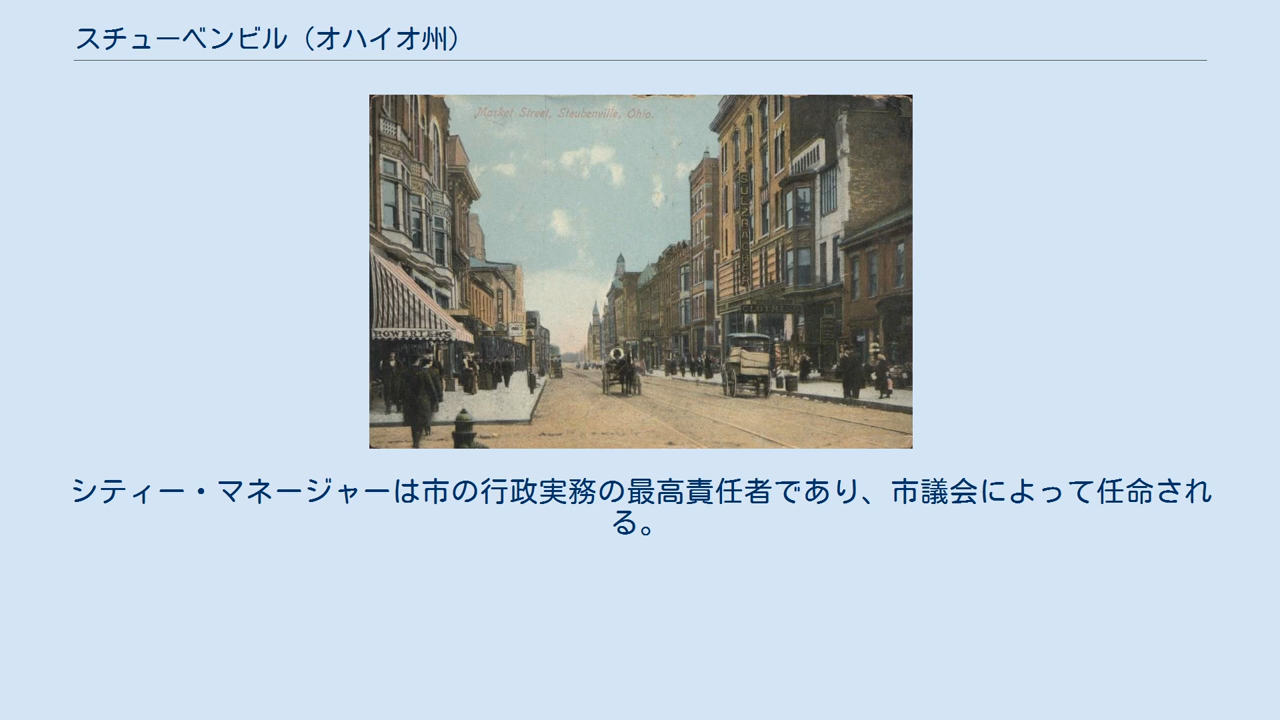 スチューベンビル（オハイオ州）
Market Street, Steubenville, Ohio.
シティー・マネージャーは市の行政実務の最高責任者であり、市議会によって任命され
る。